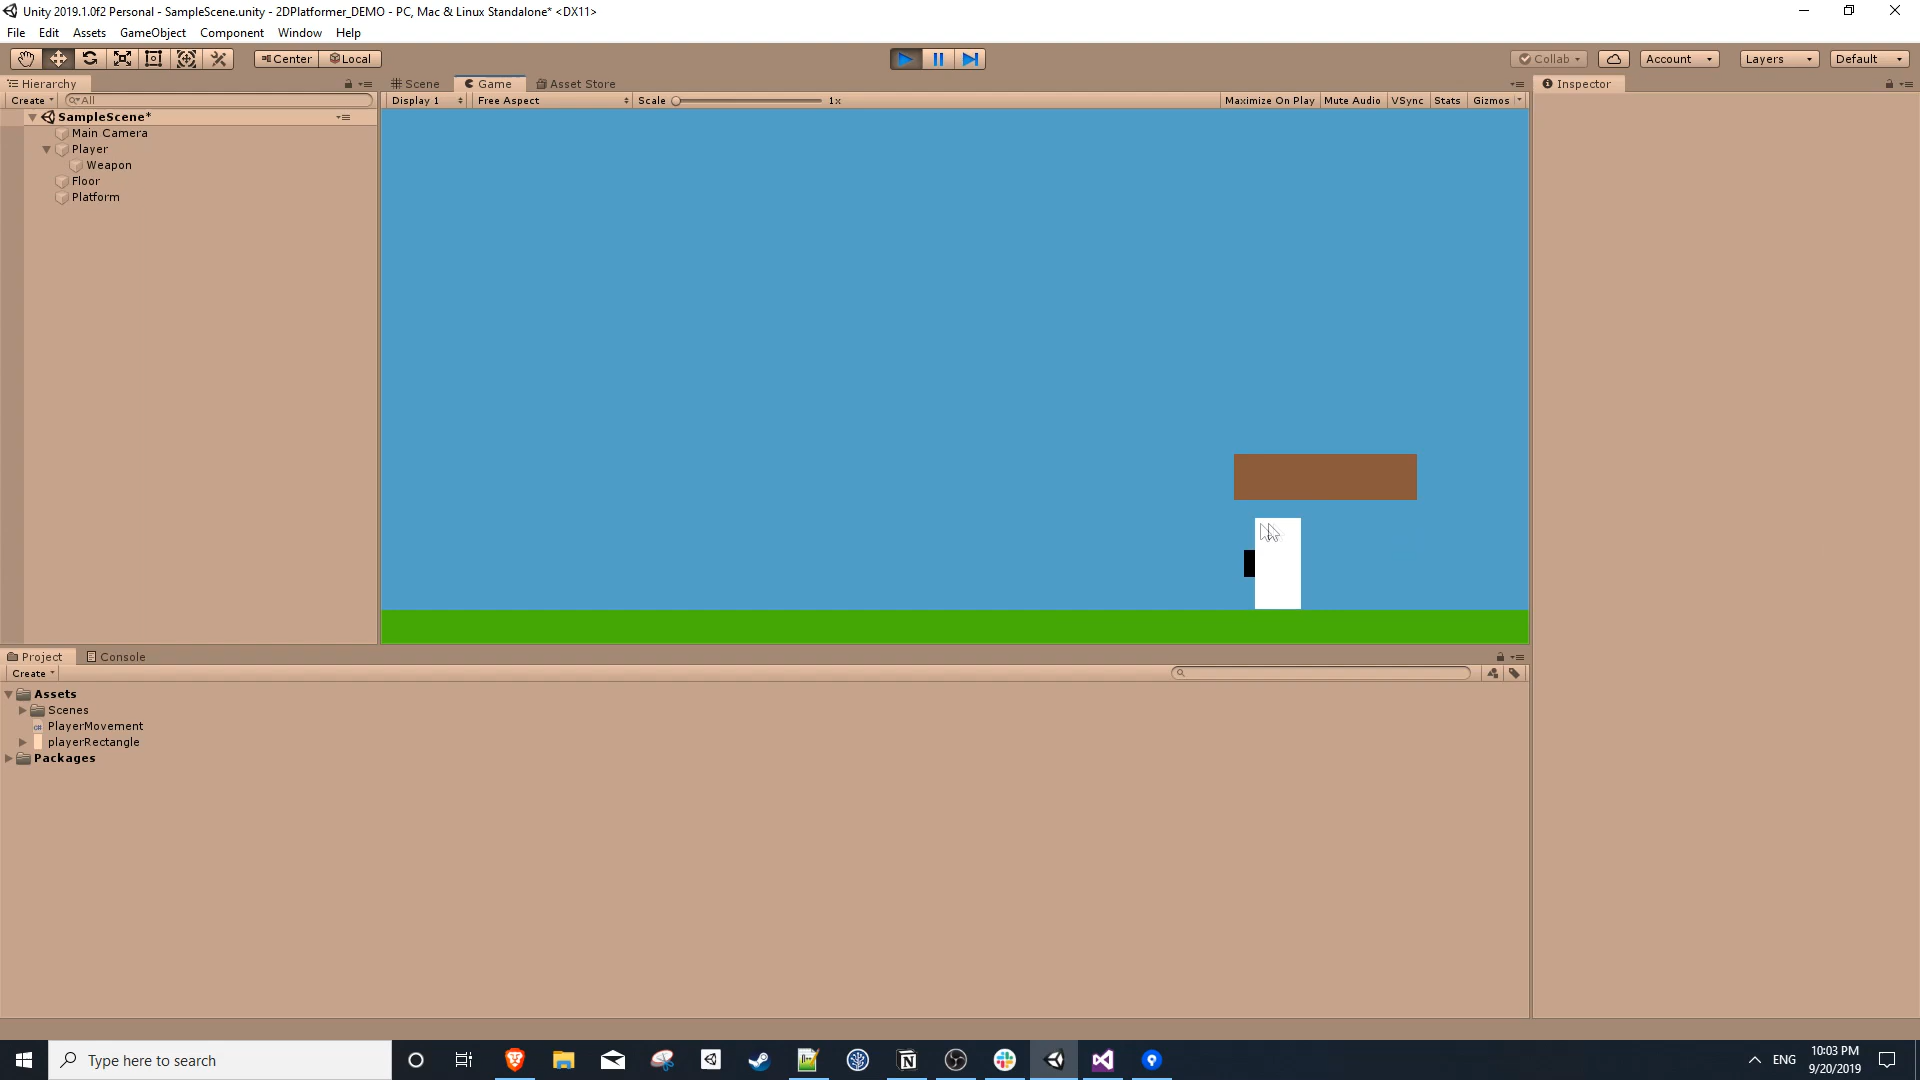 Unity 2019.1.0f2 Personal - SampleScene.unity - 2DPlatformer_DEMO - PC, Mac & Linux Standalone* <DX11>
File Edit Assets GameObject Component Window Help
Center Local Collab Account Layers Default
Hierarchy Scene Game Asset Store Inspector
Create All Display 1 Free Aspect Scale 1x Maximize On Play Mute Audio VSync Stats Gizmos
SampleScene*
Main Camera
Player
Weapon
Floor
Platform
Project Console
Create
Assets
Scenes
PlayerMovement
playerRectangle
Packages
Type here to search
ENG
10:03 PM
9/20/2019